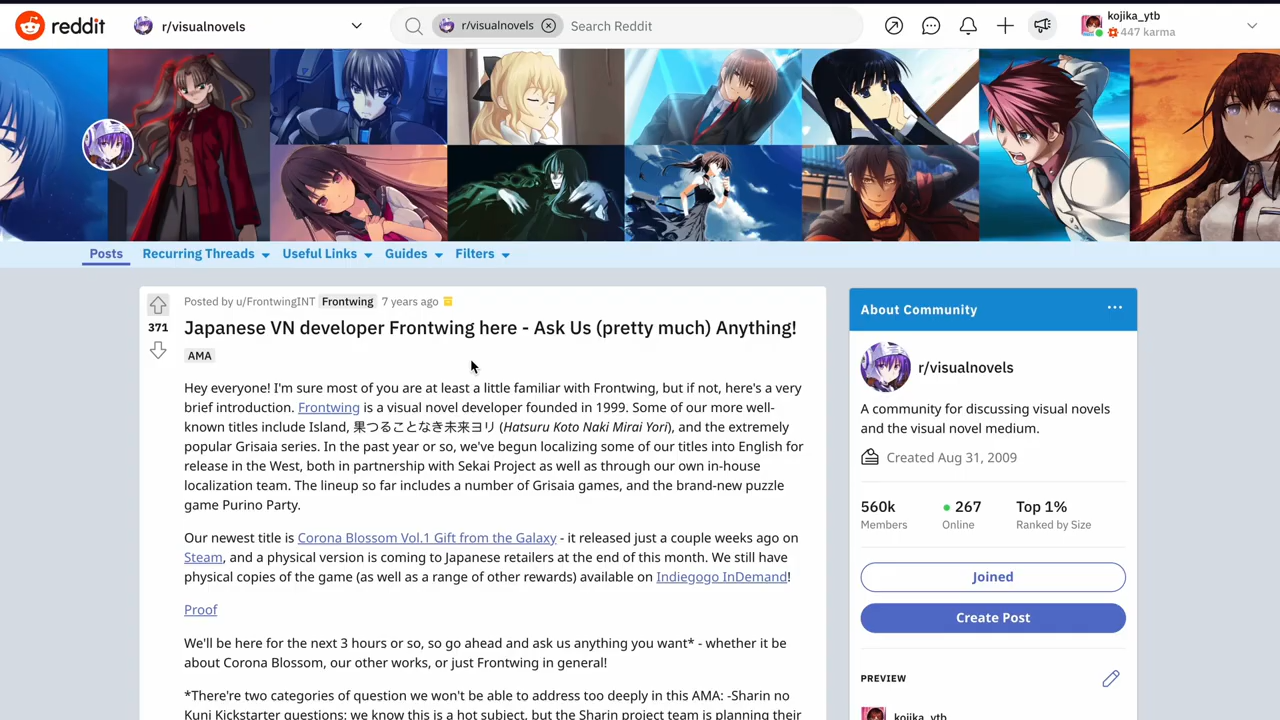 reddit
r/visualnovels
r/visualnovels
Search Reddit
kojika_ytb
447 karma
Posts
Recurring Threads
Useful Links
Guides
Filters
371
Posted by u/FrontwingINT Frontwing 7 years ago
Japanese VN developer Frontwing here - Ask Us (pretty much) Anything!
AMA
Hey everyone! I'm sure most of you are at least a little familiar with Frontwing, but if not, here's a very
brief introduction. Frontwing is a visual novel developer founded in 1999. Some of our more well-
known titles include Island, 果つることなき未来ヨリ (Hatsuru Koto Naki Mirai Yori), and the extremely
popular Grisaia series. In the past year or so, we've begun localizing some of our titles into English for
release in the West, both in partnership with Sekai Project as well as through our own in-house
localization team. The lineup so far includes a number of Grisaia games, and the brand-new puzzle
game Purino Party.
Our newest title is Corona Blossom Vol.1 Gift from the Galaxy - it released just a couple weeks ago on
Steam, and a physical version is coming to Japanese retailers at the end of this month. We still have
physical copies of the game (as well as a range of other rewards) available on Indiegogo InDemand!
Proof
We'll be here for the next 3 hours or so, so go ahead and ask us anything you want* - whether it be
about Corona Blossom, our other works, or just Frontwing in general!
*There're two categories of question we won't be able to address too deeply in this AMA: -Sharin no
Kuni Kickstarter questions: we know this is a hot subject, but the Sharin project team is planning their
About Community
r/visualnovels
A community for discussing visual novels
and the visual novel medium.
Created Aug 31, 2009
560k
Members
267
Online
Top 1%
Ranked by Size
Joined
Create Post
PREVIEW
kojika_ytb